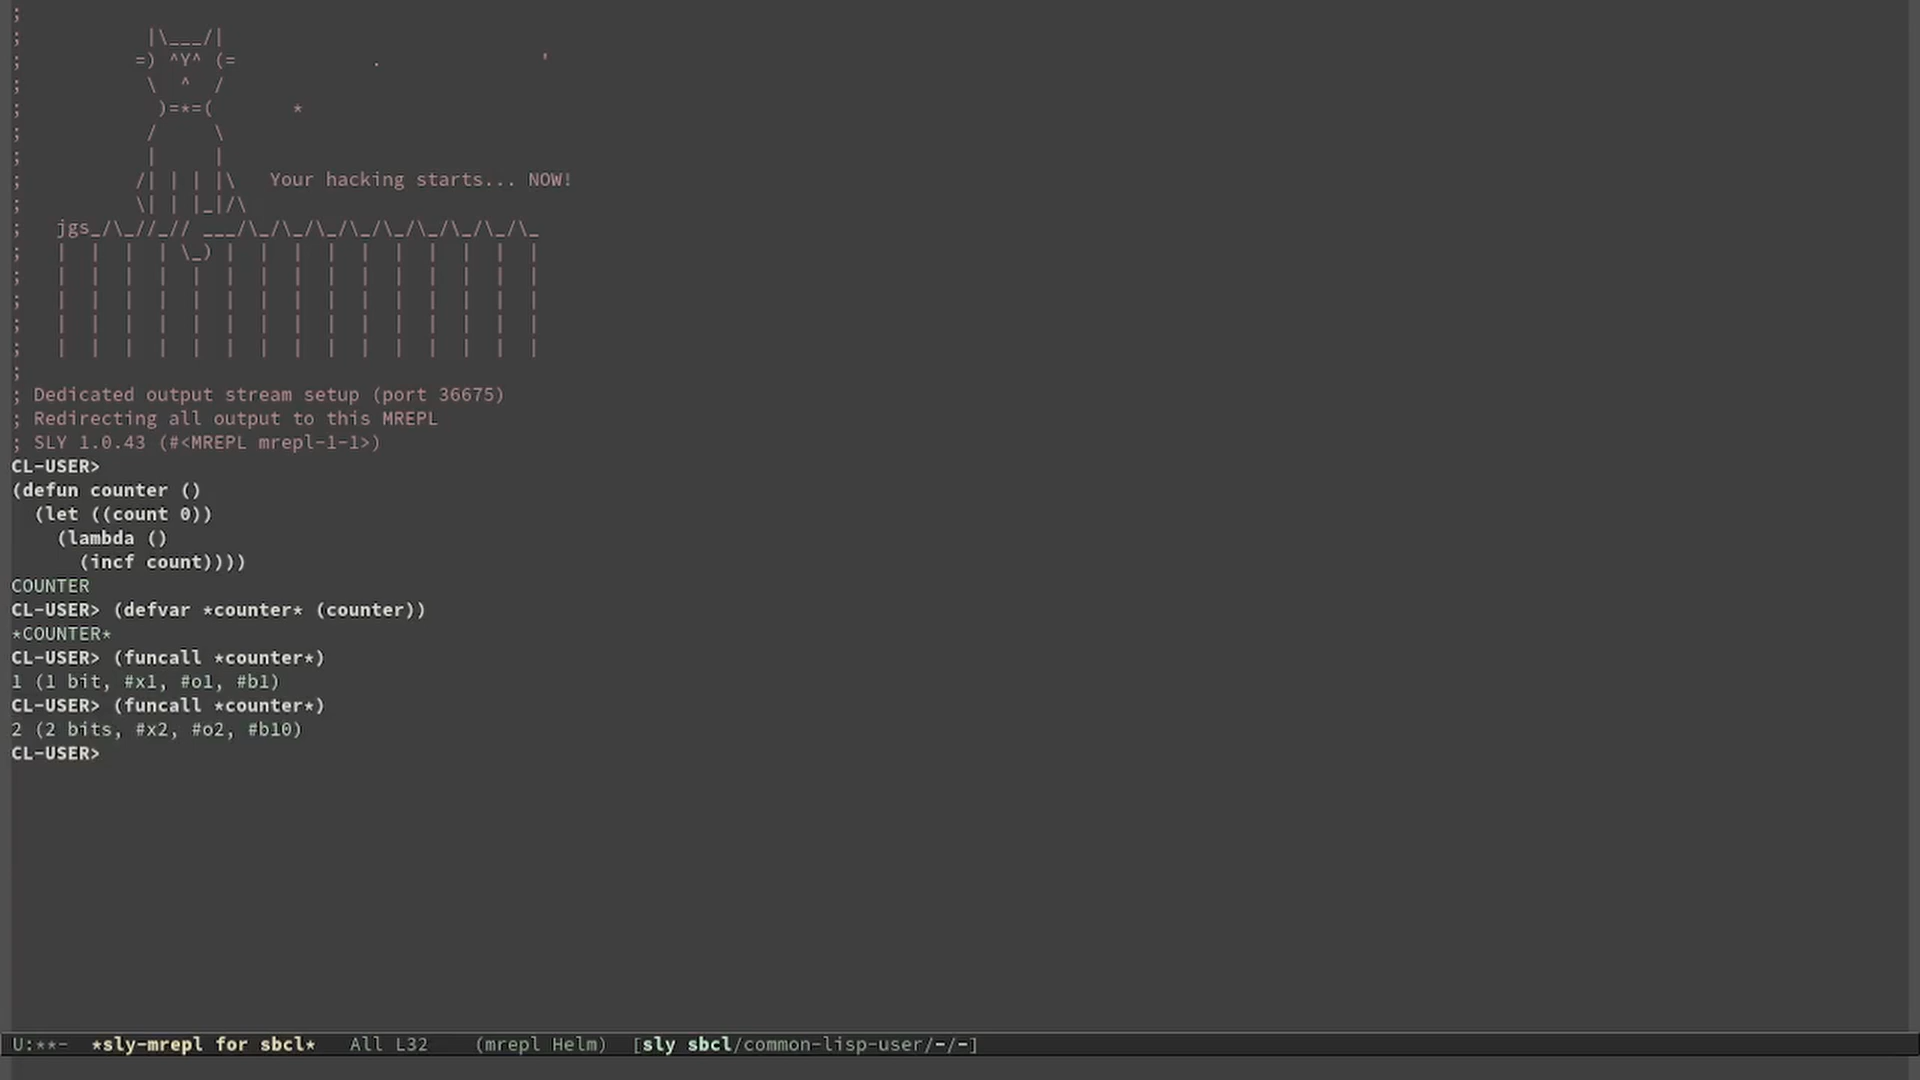 ;
;            |\___/|
;           =) ^Y^ (=            .              '
;            \  ^  /
;             )=*=(       *
;            /     \
;            |     |
;           /| | | |\   Your hacking starts... NOW!
;           \| | |_|/\
;    jgs_/\_//_// ___/\_/\_/\_/\_/\_/\_/\_/\_/\_
;    |  |  |  | \_) |  |  |  |  |  |  |  |  |  |
;    |  |  |  |  |  |  |  |  |  |  |  |  |  |  |
;    |  |  |  |  |  |  |  |  |  |  |  |  |  |  |
;    |  |  |  |  |  |  |  |  |  |  |  |  |  |  |
;    |  |  |  |  |  |  |  |  |  |  |  |  |  |  |
;
; Dedicated output stream setup (port 36675)
; Redirecting all output to this MREPL
; SLY 1.0.43 (#<MREPL mrepl-1-1>)
CL-USER>
(defun counter ()
  (let ((count 0))
    (lambda ()
      (incf count))))
COUNTER
CL-USER> (defvar *counter* (counter))
*COUNTER*
CL-USER> (funcall *counter*)
1 (1 bit, #x1, #o1, #b1)
CL-USER> (funcall *counter*)
2 (2 bits, #x2, #o2, #b10)
CL-USER>
U:**-  *sly-mrepl for sbcl*   All L32    (mrepl Helm)  [sly sbcl/common-lisp-user/-/-]